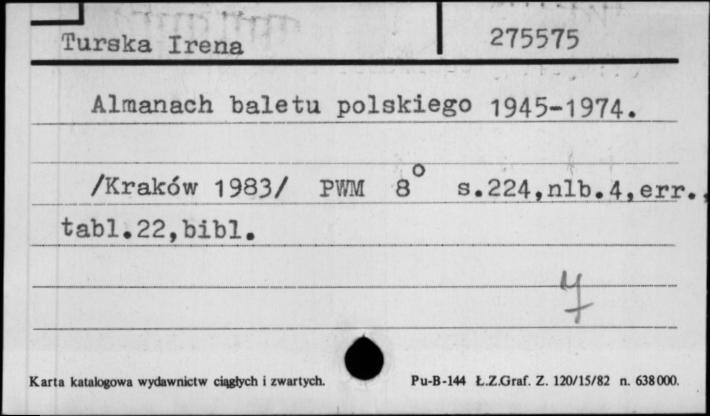 Turska Irena 275575
Almanach baletu polskiego 1945-1974.
/Kraków 1983/ PWM 8° s.224,nlb.4,err.,
tabl.22,bibl.
Karta katalogowa wydawnictw ciągłych i zwartych. Pu-B-144 Ł.Z.Graf. Z. 120/15/82 n. 638000.